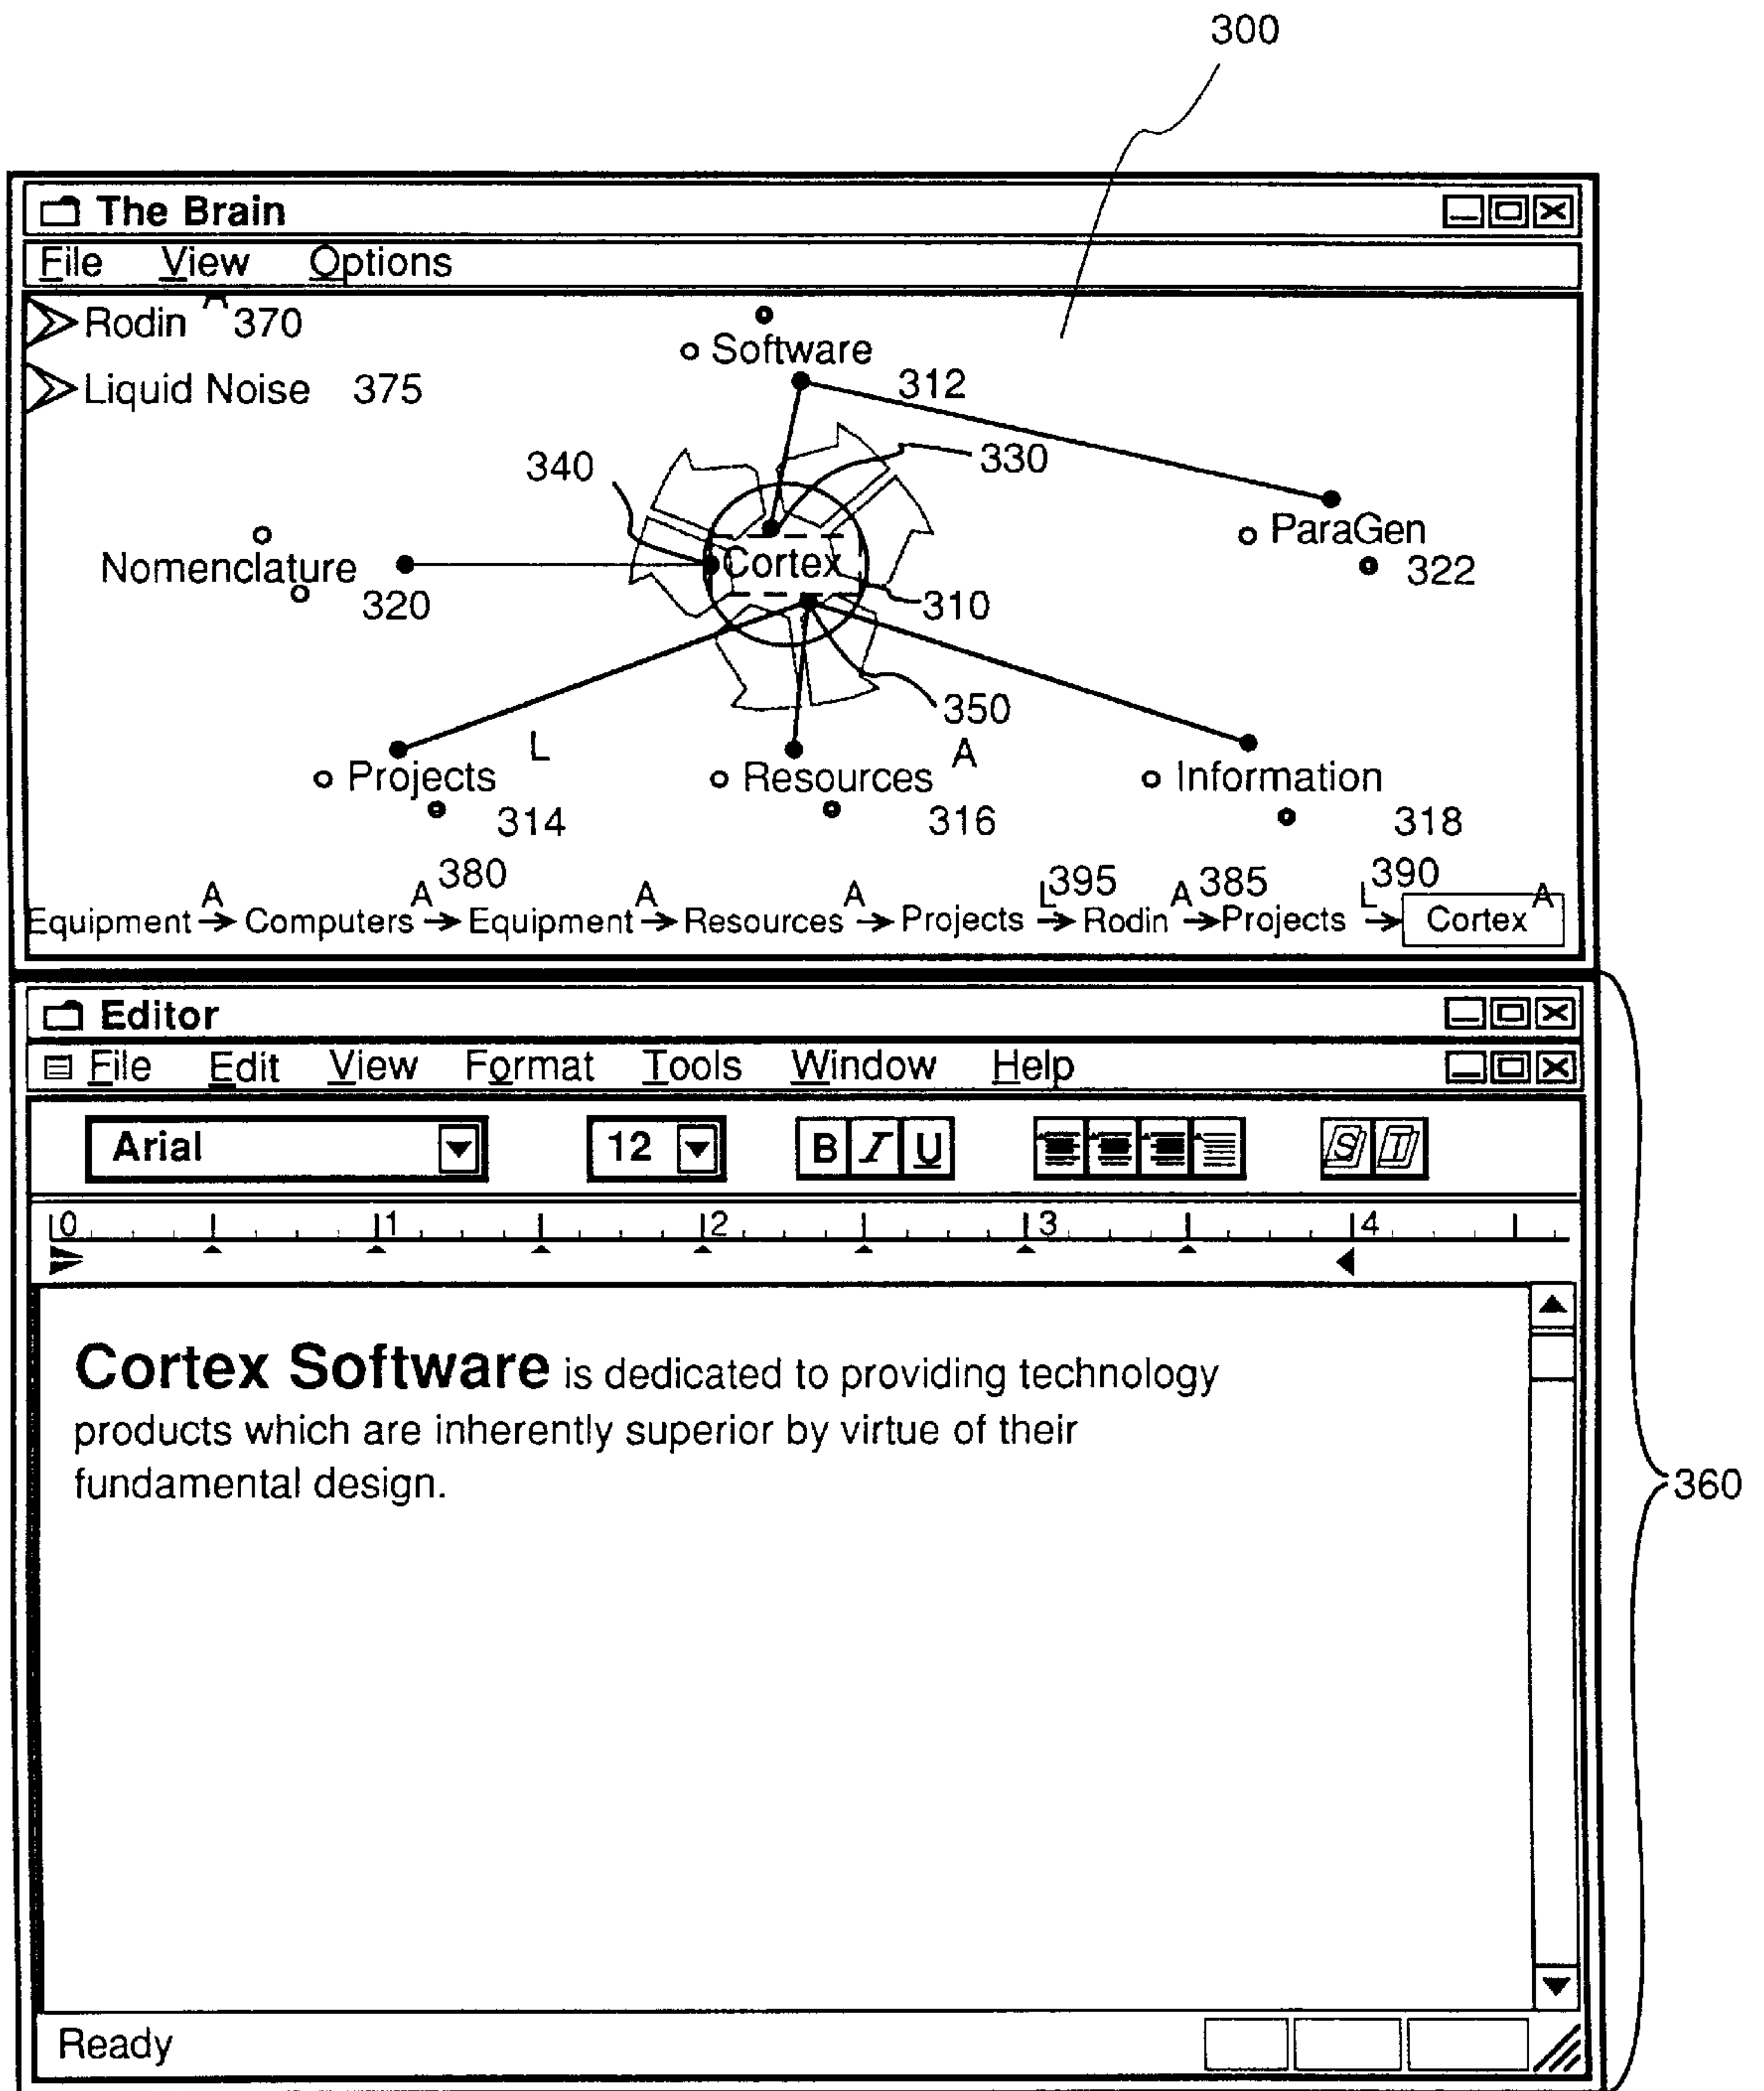 300
The Brain
File View Options
Rodin 370
Software
Liquid Noise 375
312
340
330
ParaGen
Nomenclature
Cortex
322
320
310
350
L
A
Projects
Resources
Information
314
316
318
A A 380 A A L 395 A 385 L 390 A
Equipment → Computers → Equipment → Resources → Projects → Rodin → Projects → Cortex
Editor
File Edit View Format Tools Window Help
Arial 12 B I U S T
0 1 2 3 4
Cortex Software is dedicated to providing technology
products which are inherently superior by virtue of their
fundamental design.
360
Ready